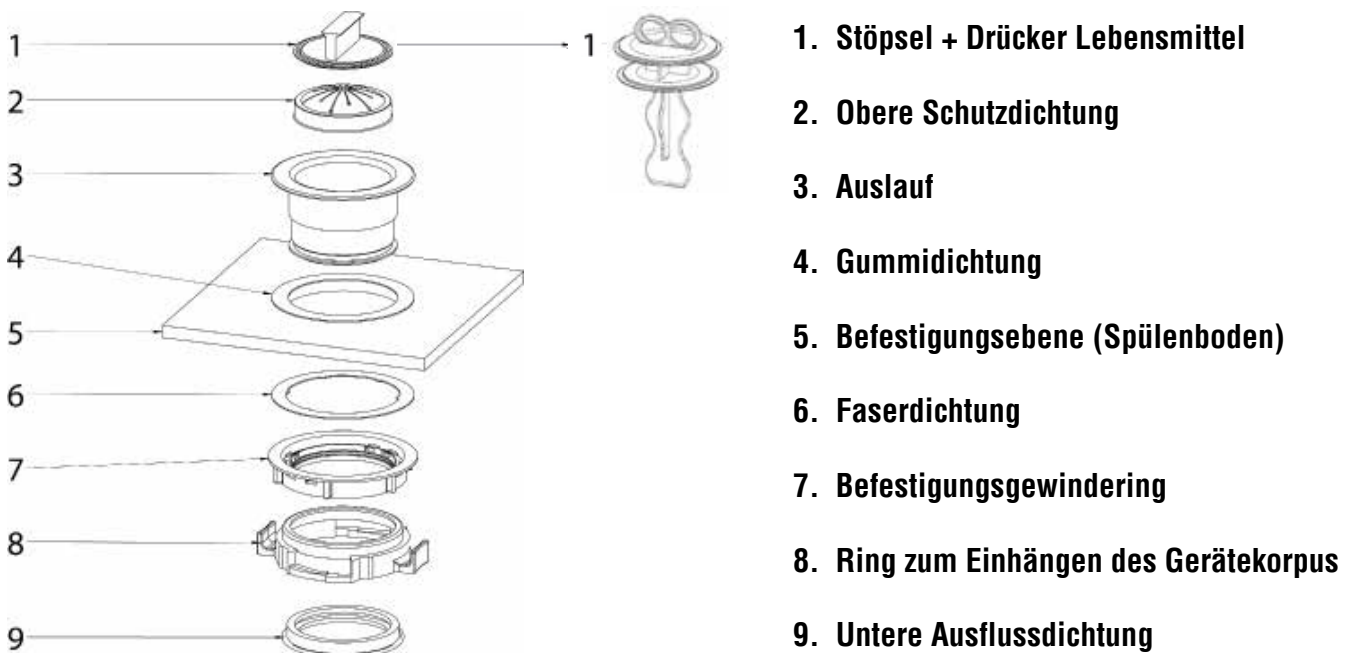 1
1
2
3
4
5
6
7
8
9
1. Stöpsel + Drücker Lebensmittel
2. Obere Schutzdichtung
3. Auslauf
4. Gummidichtung
5. Befestigungsebene (Spülenboden)
6. Faserdichtung
7. Befestigungsgewindering
8. Ring zum Einhängen des Gerätekorpus
9. Untere Ausflussdichtung